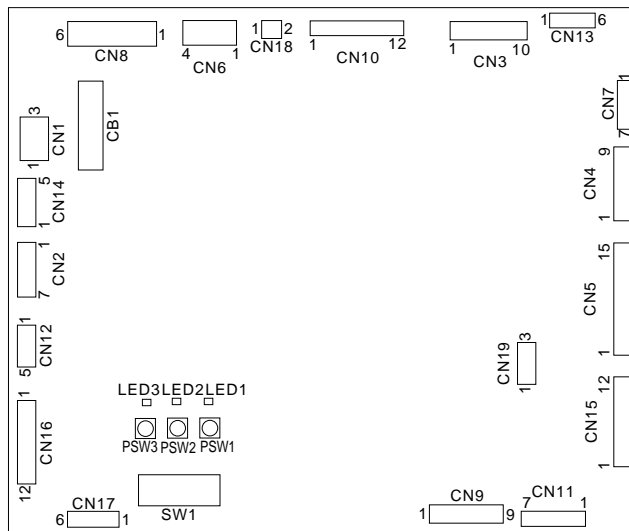 6 CN8 1
4 CN6 1
1 CN18 2
1 CN10 12
1 CN3 10
1 CN13 6
1 CN7 7
3 CN1 1
CB1
9 CN4 1
5 CN14 1
1 CN2 7
15 CN5 1
1 CN12 5
3 CN19 1
12 CN15 1
LED3 LED2 LED1
PSW3 PSW2 PSW1
1 CN16 12
SW1
6 CN17 1
1 CN9 9
7 CN11 1